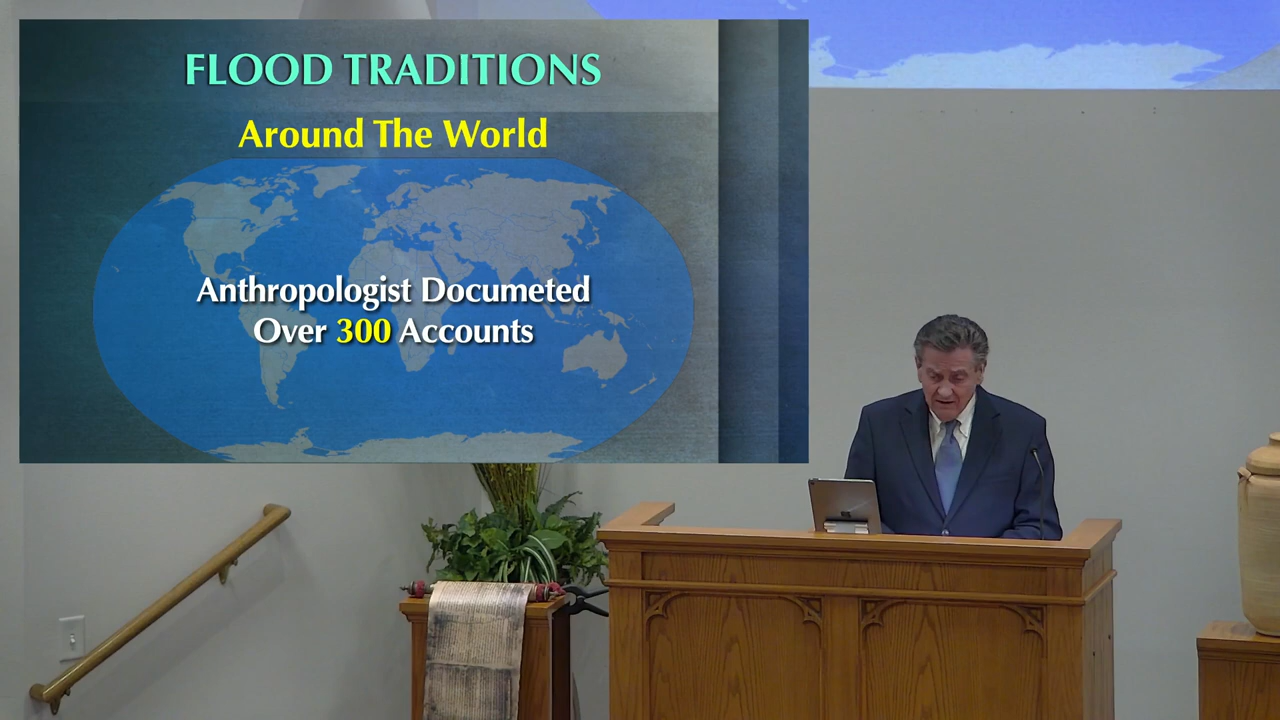 FLOOD TRADITIONS
Around The World
Anthropologist Documeted
Over 300 Accounts